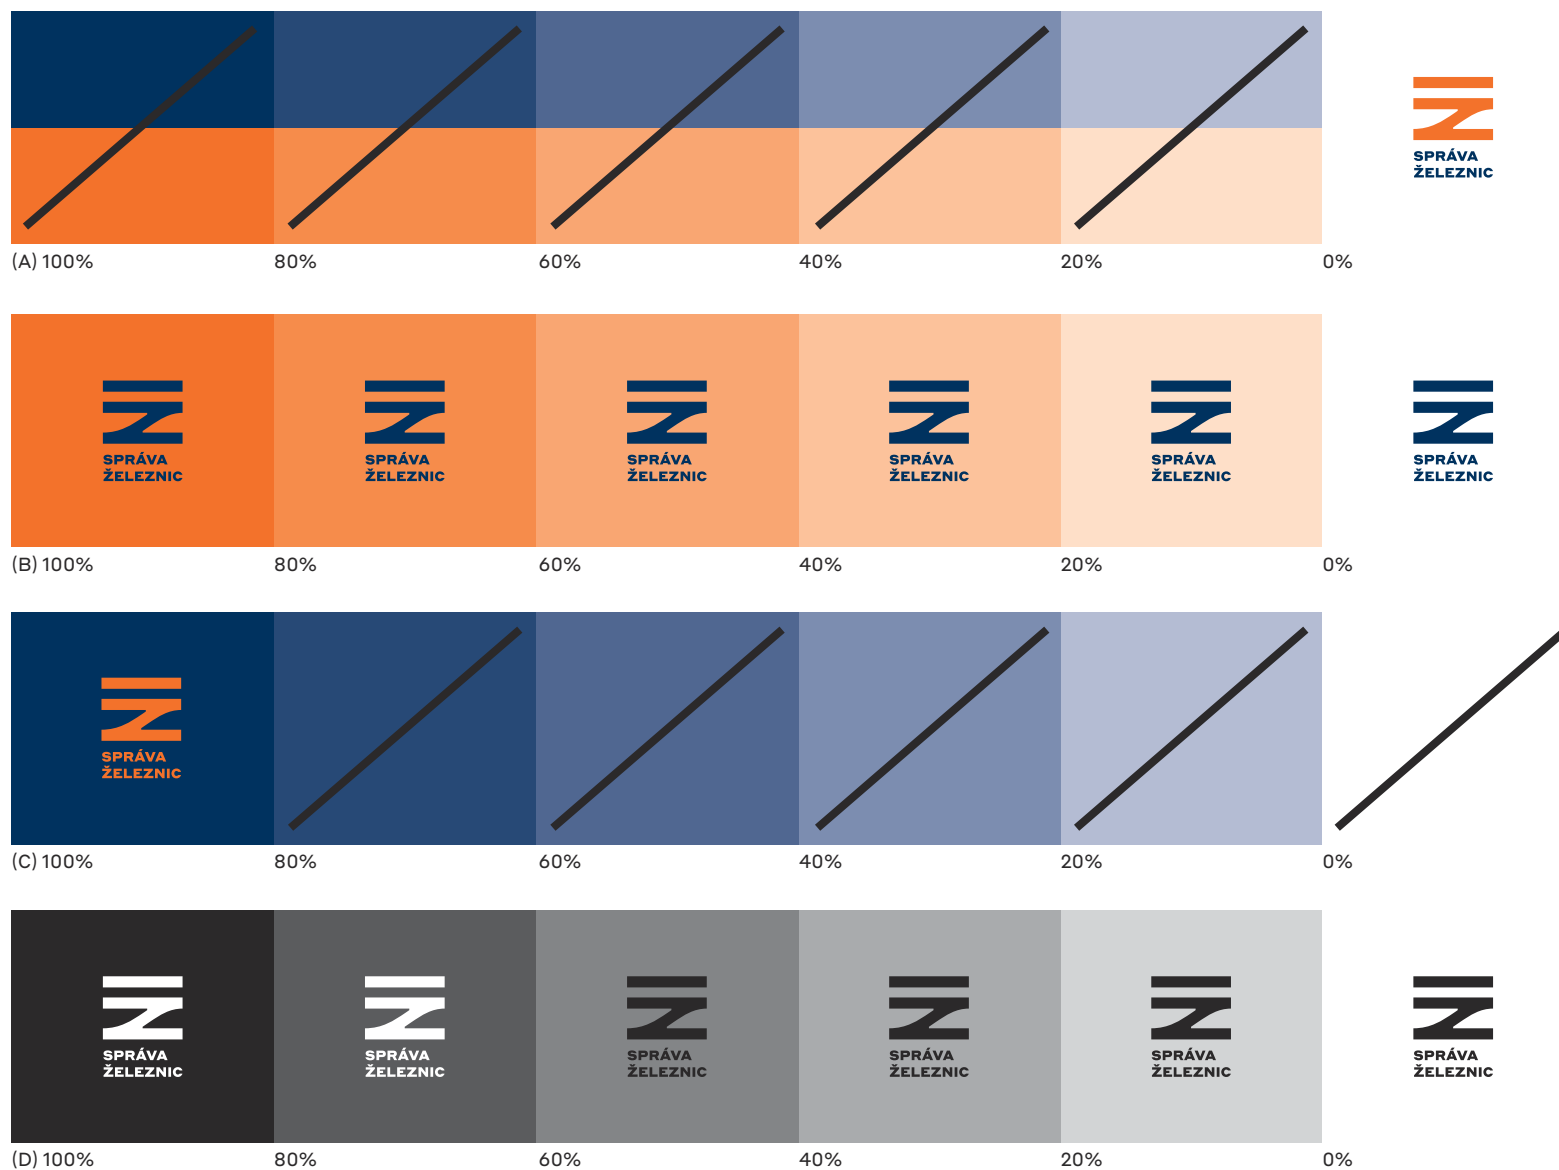 SPRÁVA
ŽELEZNIC
(A) 100% 80% 60% 40% 20% 0%
SPRÁVA SPRÁVA SPRÁVA SPRÁVA SPRÁVA SPRÁVA
ŽELEZNIC ŽELEZNIC ŽELEZNIC ŽELEZNIC ŽELEZNIC ŽELEZNIC
(B) 100% 80% 60% 40% 20% 0%
SPRÁVA
ŽELEZNIC
(C) 100% 80% 60% 40% 20% 0%
SPRÁVA SPRÁVA SPRÁVA SPRÁVA SPRÁVA SPRÁVA
ŽELEZNIC ŽELEZNIC ŽELEZNIC ŽELEZNIC ŽELEZNIC ŽELEZNIC
(D) 100% 80% 60% 40% 20% 0%